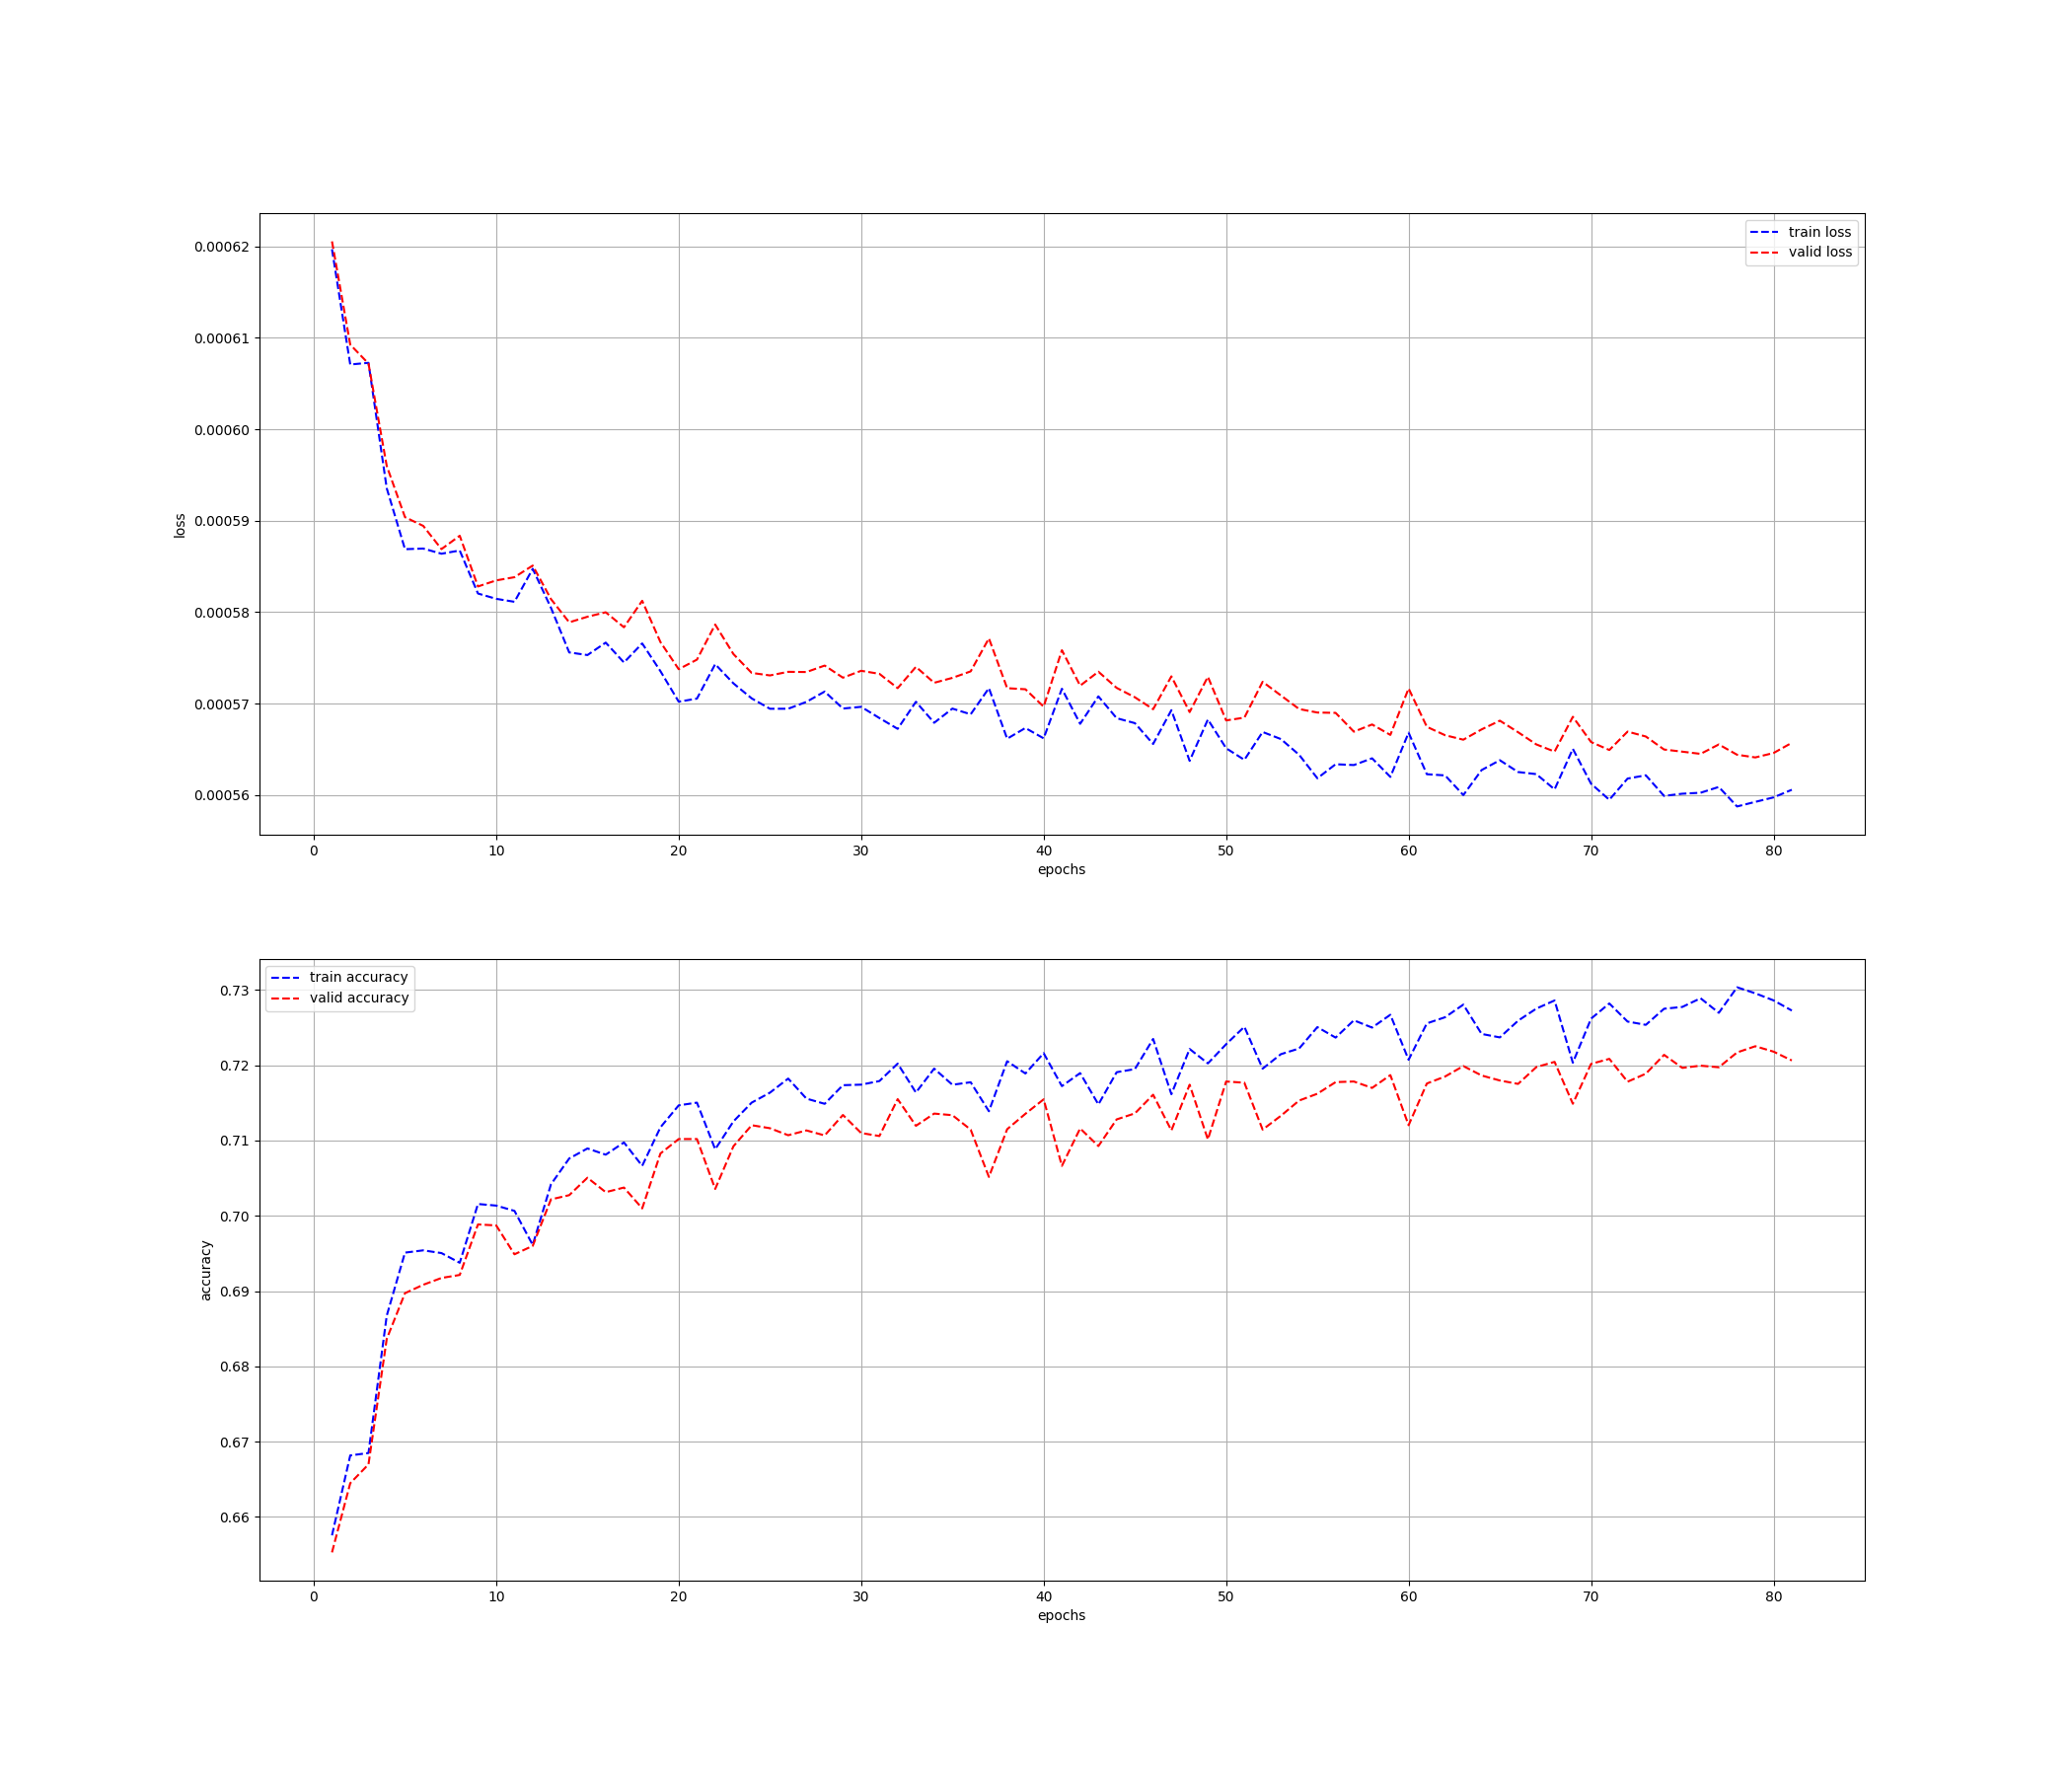 train loss
valid loss
0.00062
0.00061
0.00060
0.00059
0.00058
0.00057
0.00056
loss
0 10 20 30 40 50 60 70 80
epochs
train accuracy
valid accuracy
0.73
0.72
0.71
0.70
0.69
0.68
0.67
0.66
accuracy
0 10 20 30 40 50 60 70 80
epochs